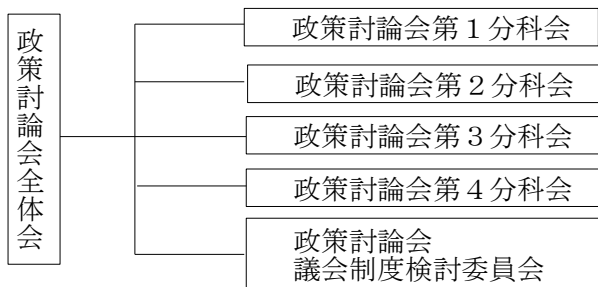 政策討論会全体会
政策討論会第１分科会
政策討論会第２分科会
政策討論会第３分科会
政策討論会第４分科会
政策討論会
議会制度検討委員会